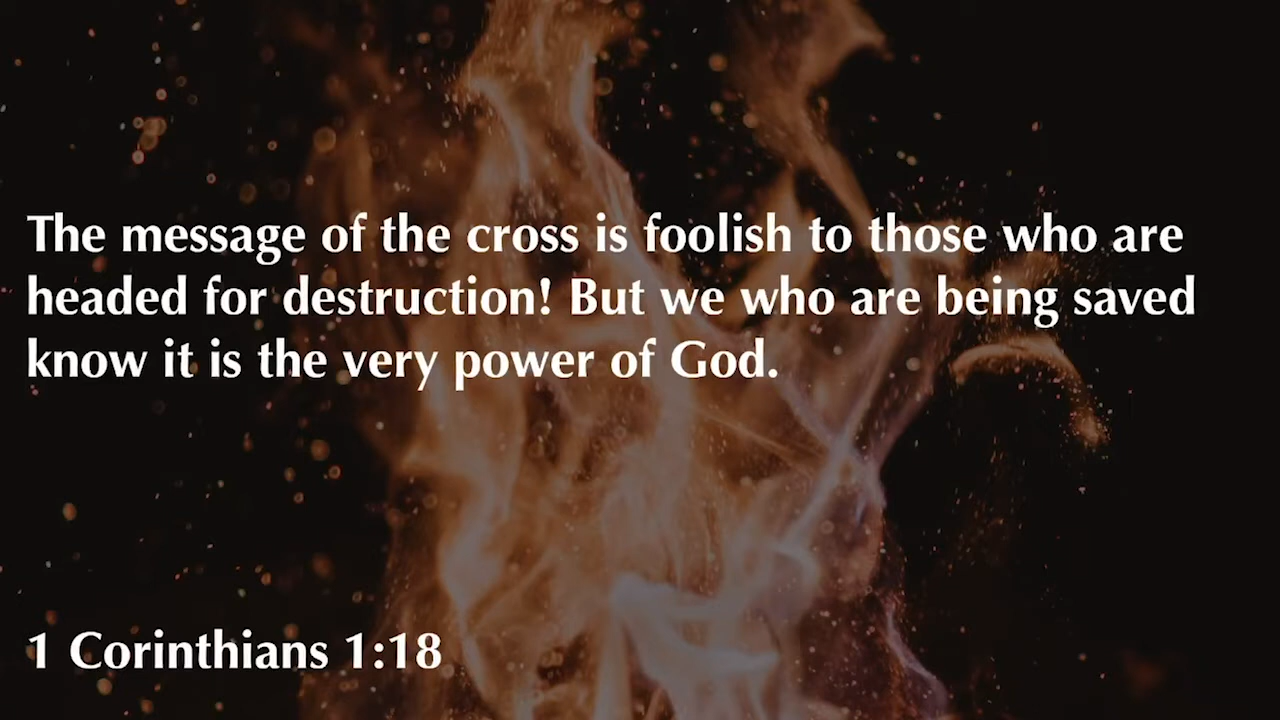 The message of the cross is foolish to those who are
headed for destruction! But we who are being saved
know it is the very power of God.
1 Corinthians 1:18